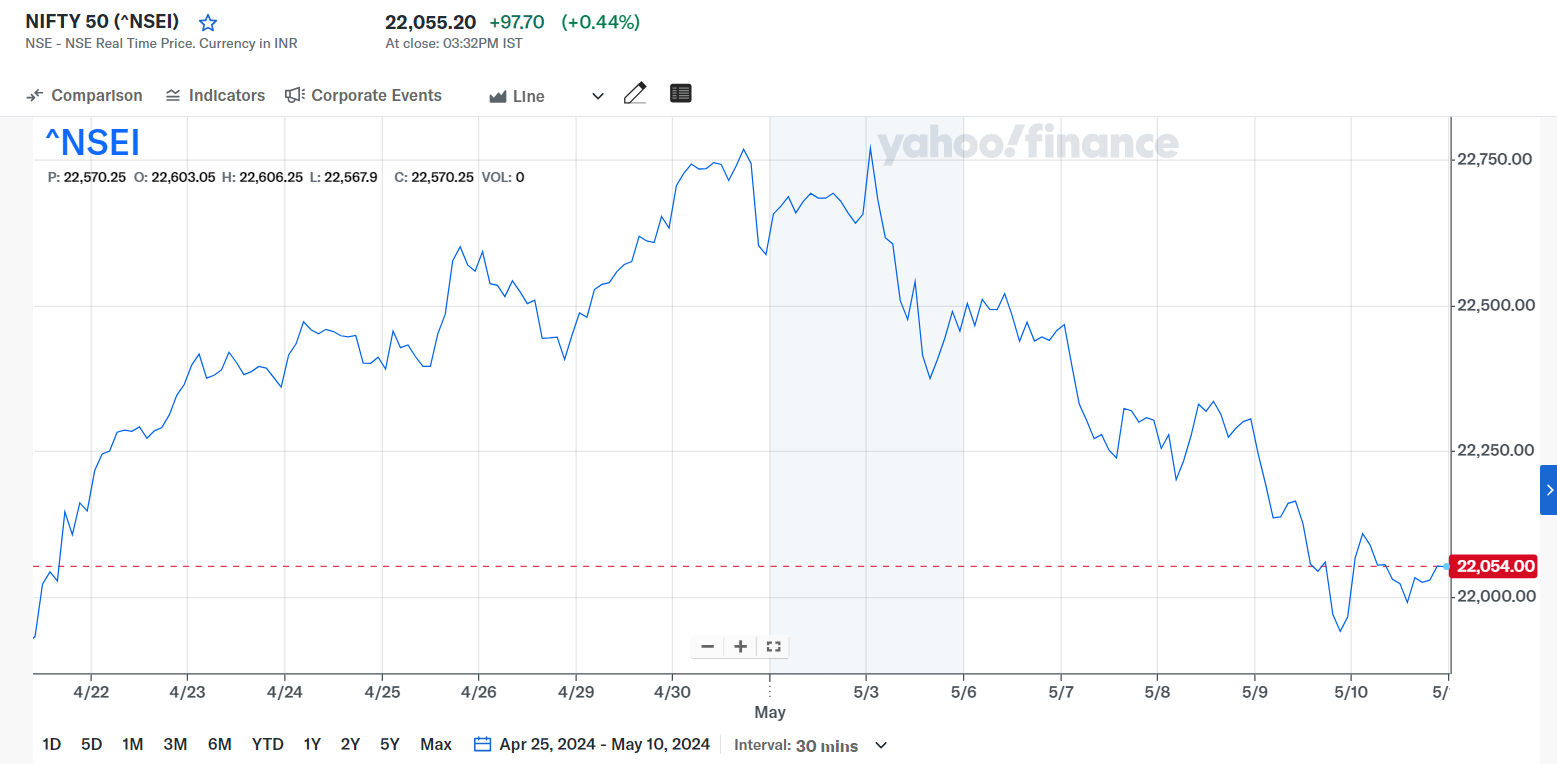 NIFTY 50 (^NSEI) 22,055.20 +97.70 (+0.44%)
NSE - NSE Real Time Price. Currency in INR At close: 03:32PM IST
Comparison Indicators Corporate Events Line
^NSEI
yahoo!finance
P: 22,570.25 O: 22,603.05 H: 22,606.25 L: 22,567.9 C: 22,570.25 VOL: 0
22,750.00
22,500.00
22,250.00
22,054.00
22,000.00
4/22 4/23 4/24 4/25 4/26 4/29 4/30 5/3 5/6 5/7 5/8 5/9 5/10 5/
May
1D 5D 1M 3M 6M YTD 1Y 2Y 5Y Max Apr 25, 2024 - May 10, 2024 Interval: 30 mins